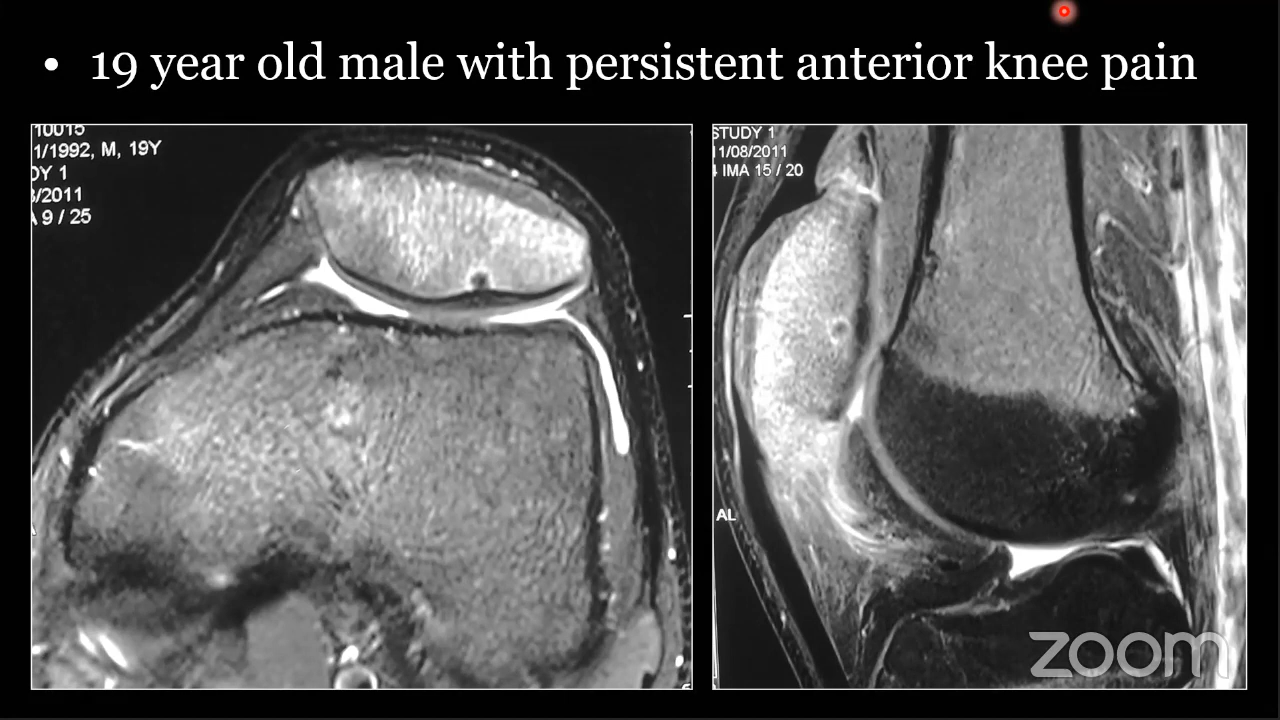 • 19 year old male with persistent anterior knee pain
10015
1/1992, M, 19Y
DY 1
/2011
9 / 25
STUDY 1
1/08/2011
IMA 15 / 20
AL
zoom